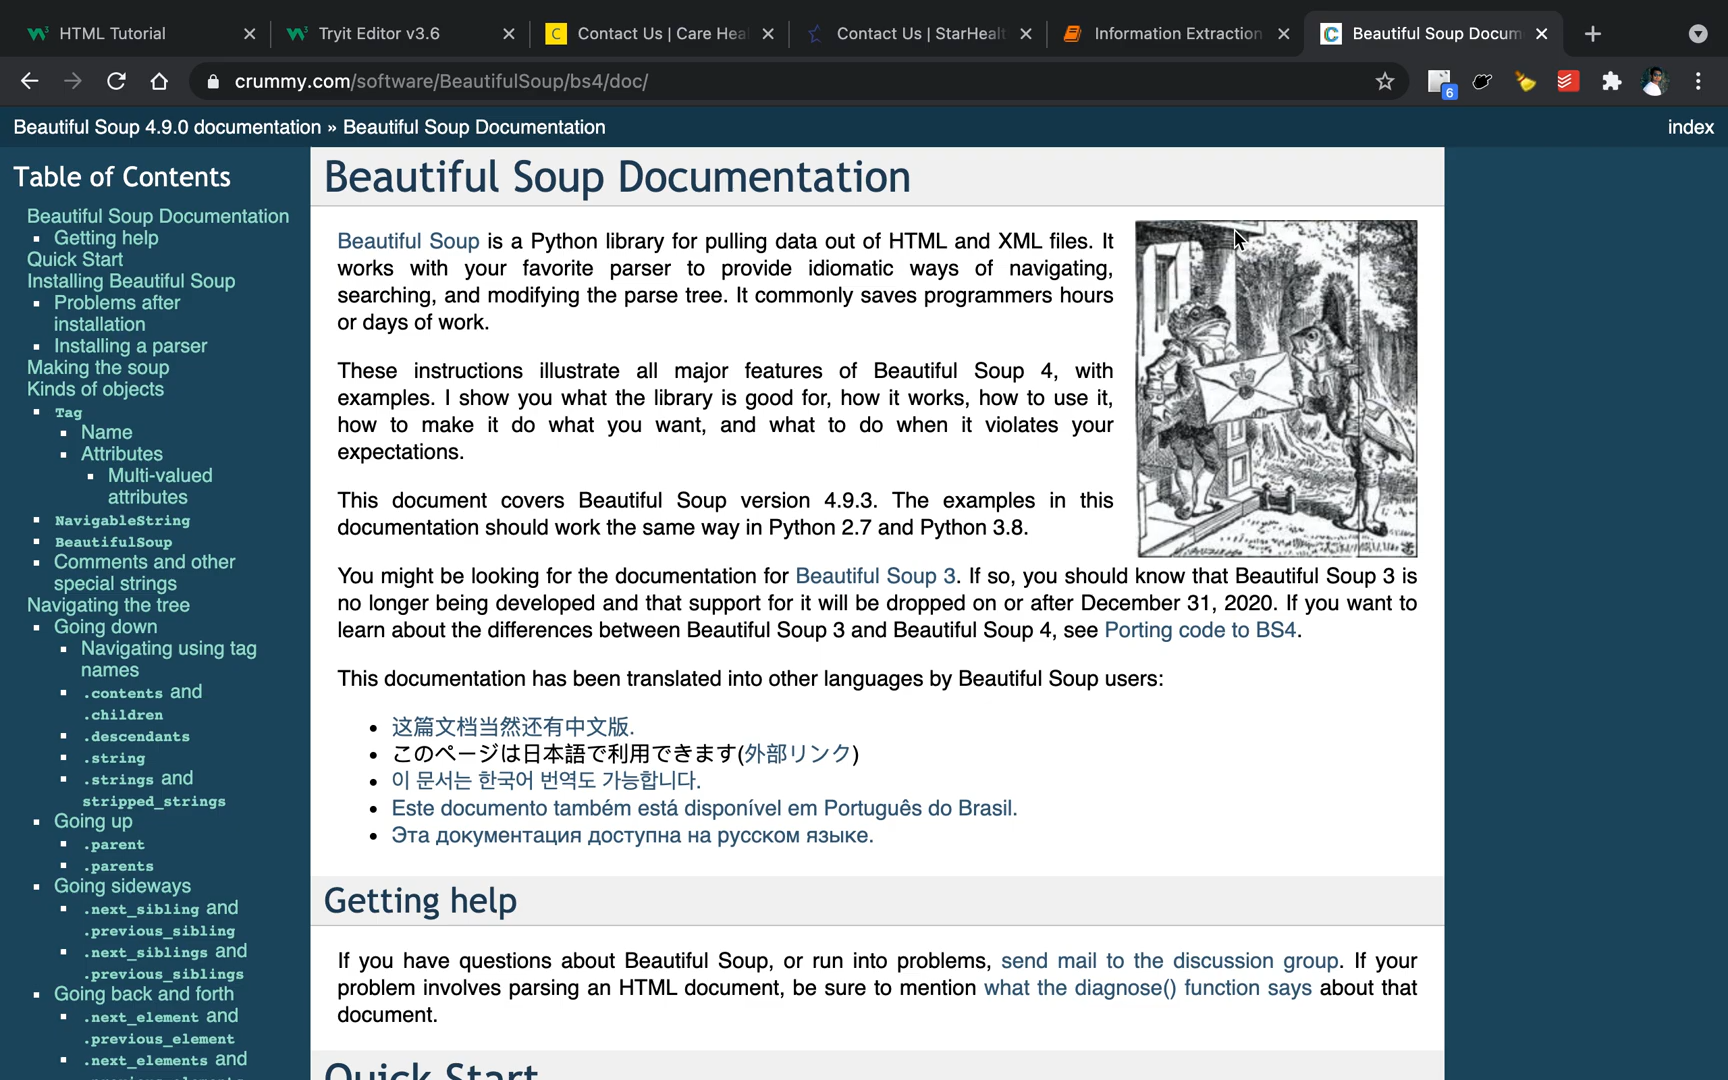 HTML Tutorial
Tryit Editor v3.6
Contact Us | Care Hea
Contact Us | StarHealt
Information Extraction
Beautiful Soup Docum
crummy.com/software/BeautifulSoup/bs4/doc/
6
Beautiful Soup 4.9.0 documentation » Beautiful Soup Documentation
index
Table of Contents
Beautiful Soup Documentation
Getting help
Quick Start
Installing Beautiful Soup
Problems after
installation
Installing a parser
Making the soup
Kinds of objects
Tag
Name
Attributes
Multi-valued
attributes
NavigableString
BeautifulSoup
Comments and other
special strings
Navigating the tree
Going down
Navigating using tag
names
.contents and
.children
.descendants
.string
.strings and
stripped_strings
Going up
.parent
.parents
Going sideways
.next_sibling and
.previous_sibling
.next_siblings and
.previous_siblings
Going back and forth
.next_element and
.previous_element
.next_elements and
Beautiful Soup Documentation
Beautiful Soup is a Python library for pulling data out of HTML and XML files. It
works with your favorite parser to provide idiomatic ways of navigating,
searching, and modifying the parse tree. It commonly saves programmers hours
or days of work.
These instructions illustrate all major features of Beautiful Soup 4, with
examples. I show you what the library is good for, how it works, how to use it,
how to make it do what you want, and what to do when it violates your
expectations.
This document covers Beautiful Soup version 4.9.3. The examples in this
documentation should work the same way in Python 2.7 and Python 3.8.
You might be looking for the documentation for Beautiful Soup 3. If so, you should know that Beautiful Soup 3 is
no longer being developed and that support for it will be dropped on or after December 31, 2020. If you want to
learn about the differences between Beautiful Soup 3 and Beautiful Soup 4, see Porting code to BS4.
This documentation has been translated into other languages by Beautiful Soup users:
这篇文档当然还有中文版.
このページは日本語で利用できます(外部リンク)
이 문서는 한국어 번역도 가능합니다.
Este documento também está disponível em Português do Brasil.
Эта документация доступна на русском языке.
Getting help
If you have questions about Beautiful Soup, or run into problems, send mail to the discussion group. If your
problem involves parsing an HTML document, be sure to mention what the diagnose() function says about that
document.
Quick Start